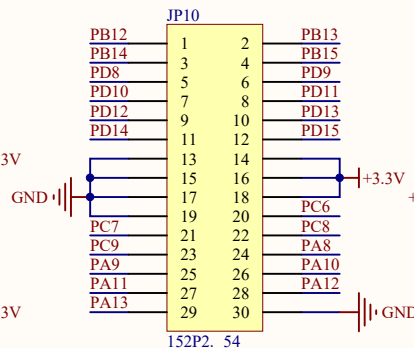 JP10
PB12 1 2 PB13
PB14 3 4 PB15
PD8 5 6 PD9
PD10 7 8 PD11
PD12 9 10 PD13
PD14 11 12 PD15
3V 13 14
15 16 +3.3V
GND 17 18
19 20 PC6
PC7 21 22 PC8
PC9 23 24 PA8
PA9 25 26 PA10
PA11 27 28 PA12
3V PA13 29 30 GND
152P2. 54